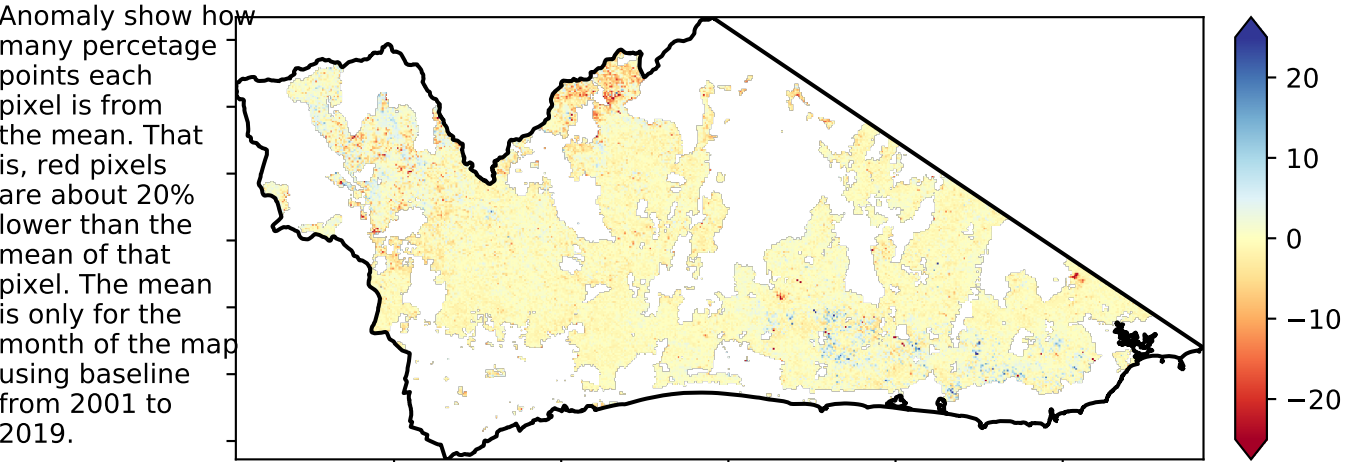 Anomaly show how
many percetage
points each
pixel is from
the mean. That
is, red pixels
are about 20%
lower than the
mean of that
pixel. The mean
is only for the
month of the map
using baseline
from 2001 to
2019.
20
10
0
−10
−20